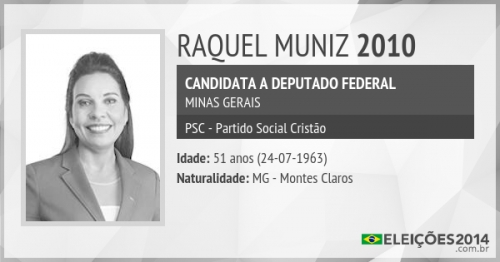 RAQUEL MUNIZ 2010
CANDIDATA A DEPUTADO FEDERAL
MINAS GERAIS
PSC - Partido Social Cristão
Idade: 51 anos (24-07-1963)
Naturalidade: MG - Montes Claros
ELEIÇÕES2014
.com.br